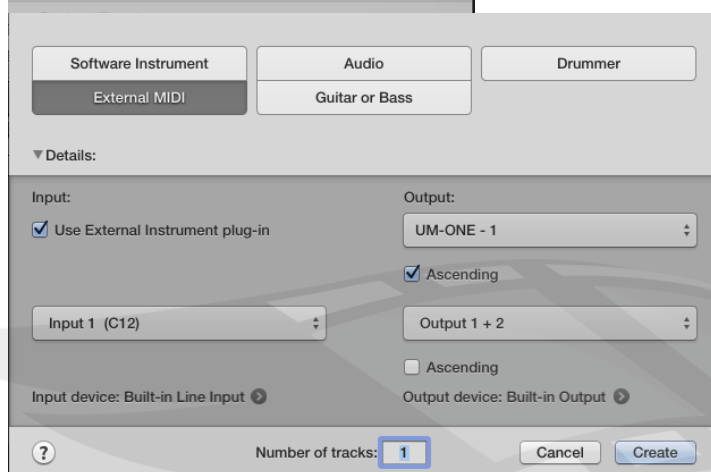 Software Instrument
Audio
Drummer
External MIDI
Guitar or Bass
Details:
Input:
Output:
Use External Instrument plug-in
UM-ONE - 1
Ascending
Input 1 (C12)
Output 1 + 2
Ascending
Input device: Built-in Line Input
Output device: Built-in Output
?
Number of tracks: 1
Cancel
Create